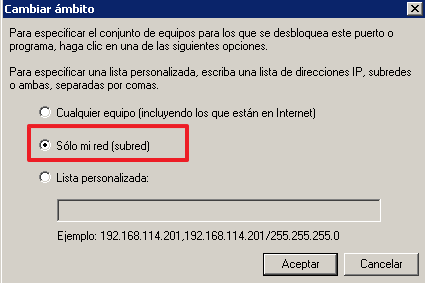 Cambiar ámbito
Para especificar el conjunto de equipos para los que se desbloquea este puerto o
programa, haga clic en una de las siguientes opciones.
Para especificar una lista personalizada, escriba una lista de direcciones IP, subredes
o ambas, separadas por comas.
Cualquier equipo (incluyendo los que están en Internet)
Sólo mi red (subred)
Lista personalizada:
Ejemplo: 192.168.114.201,192.168.114.201/255.255.255.0
Aceptar Cancelar